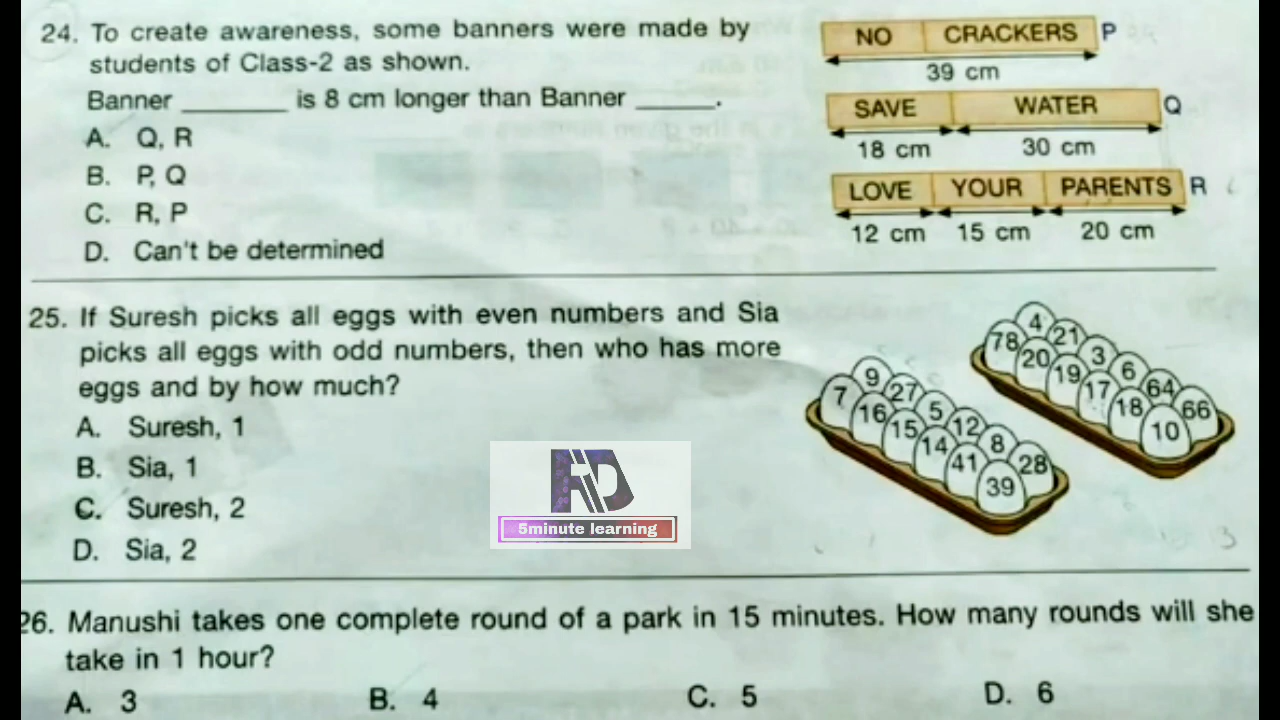 24. To create awareness, some banners were made by
students of Class-2 as shown.
Banner _______ is 8 cm longer than Banner _____.
A. Q, R
B. P, Q
C. R, P
D. Can't be determined
NO CRACKERS P
39 cm
SAVE WATER Q
18 cm 30 cm
LOVE YOUR PARENTS R
12 cm 15 cm 20 cm
25. If Suresh picks all eggs with even numbers and Sia
picks all eggs with odd numbers, then who has more
eggs and by how much?
A. Suresh, 1
B. Sia, 1
C. Suresh, 2
D. Sia, 2
9 27 5 12 8 28
7 16 15 14 41 39
4 21 3 6 64 66
78 20 19 17 18 10
5minute learning
26. Manushi takes one complete round of a park in 15 minutes. How many rounds will she
take in 1 hour?
A. 3 B. 4 C. 5 D. 6